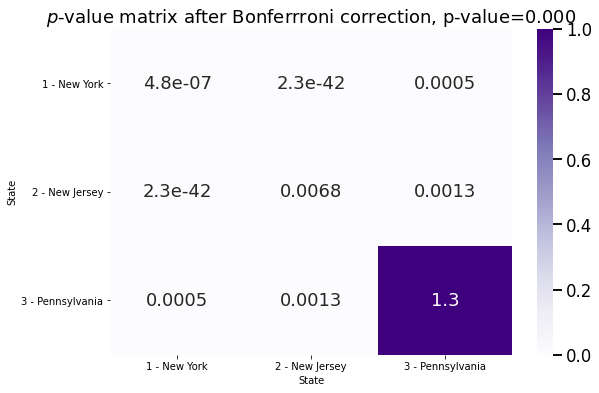 p-value matrix after Bonferrroni correction, p-value=0.000
1 - New York
4.8e-07 2.3e-42 0.0005
2 - New Jersey
2.3e-42 0.0068 0.0013
3 - Pennsylvania
0.0005 0.0013 1.3
State
1 - New York 2 - New Jersey 3 - Pennsylvania
State
1.0
0.8
0.6
0.4
0.2
0.0